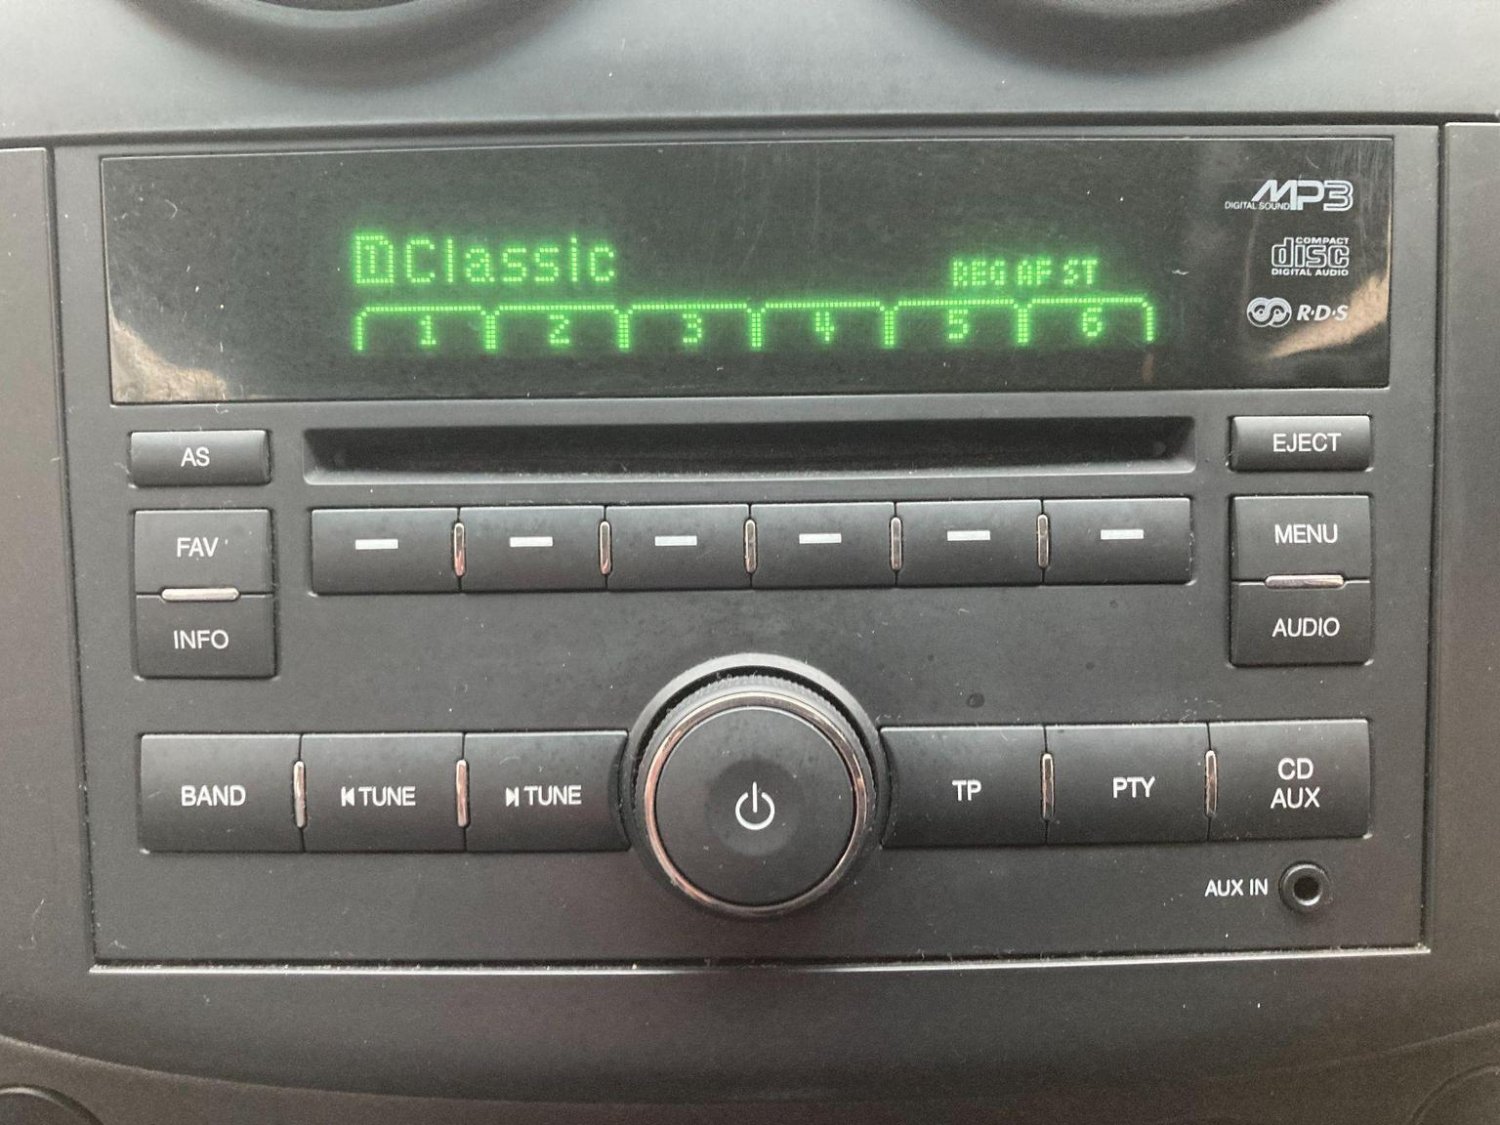 MP3
DIGITAL SOUND
1 Classic
REG AF ST
COMPACT
disc
DIGITAL AUDIO
R·D·S
1 2 3 4 5 6
AS
EJECT
FAV
MENU
INFO
AUDIO
BAND
TUNE
TUNE
TP
PTY
CD
AUX
AUX IN